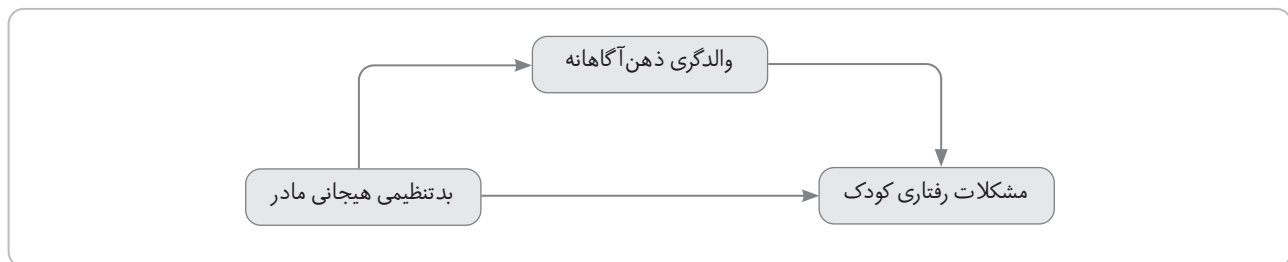 والدگری ذهن‌آگاهانه
مشکلات رفتاری کودک
بدتنظیمی هیجانی مادر